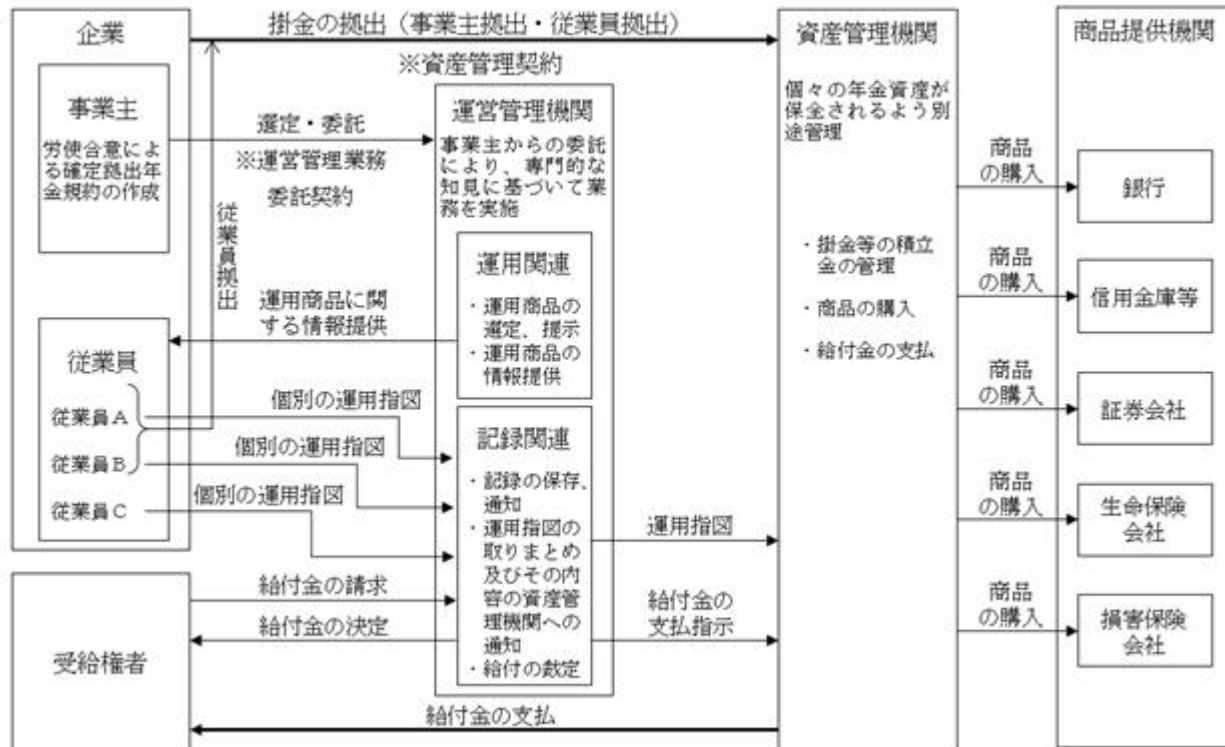 企業
事業主
労使合意によ
る確定拠出年
金規約の作成
従業員
従業員A
従業員B
従業員C
受給権者
掛金の拠出（事業主拠出・従業員拠出）
※資産管理契約
選定・委託
※運営管理業務
委託契約
従業員拠出
運用商品に関
する情報提供
個別の運用指図
個別の運用指図
個別の運用指図
給付金の請求
給付金の決定
給付金の支払
運営管理機関
事業主からの委託
により、専門的な
知見に基づいて業
務を実施
運用関連
・運用商品の
選定、提示
・運用商品の
情報提供
記録関連
・記録の保存、
通知
・運用指図の
取りまとめ
及びその内
容の資産管
理機関への
通知
・給付の裁定
運用指図
給付金の
支払指示
資産管理機関
個々の年金資産が
保全されるよう別
途管理
・掛金等の積立
金の管理
・商品の購入
・給付金の支払
商品
の購入
商品
の購入
商品
の購入
商品
の購入
商品
の購入
商品提供機関
銀行
信用金庫等
証券会社
生命保険
会社
損害保険
会社